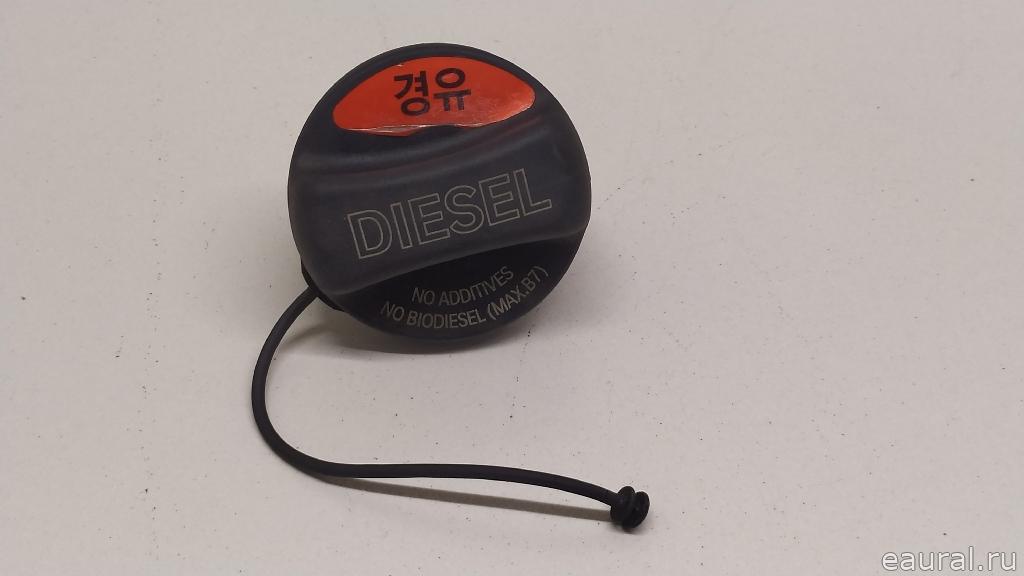 경유
DIESEL
NO ADDITIVES
NO BIODIESEL (MAX.B7)
eaural.ru